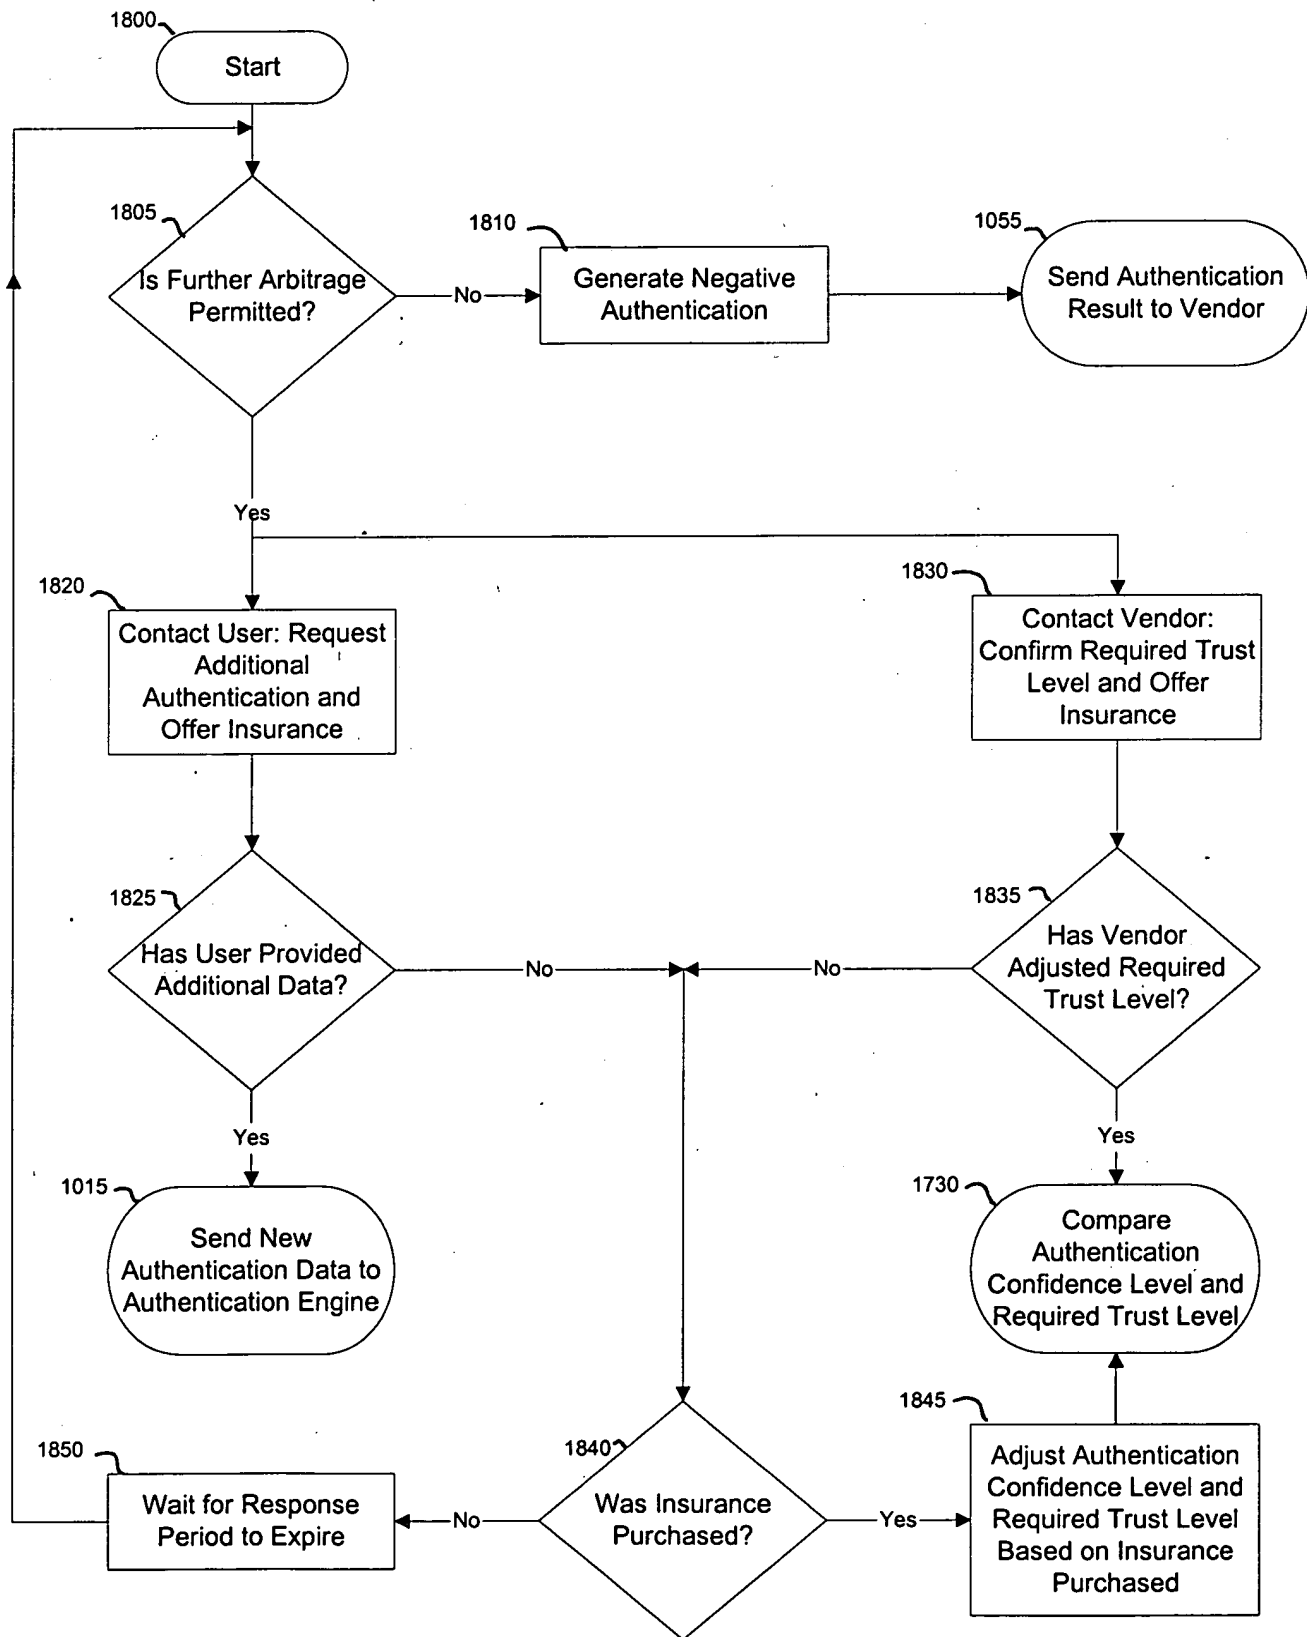 1800
Start
1805
Is Further Arbitrage
Permitted?
No
1810
Generate Negative
Authentication
1055
Send Authentication
Result to Vendor
Yes
1820
Contact User: Request
Additional
Authentication and
Offer Insurance
1830
Contact Vendor:
Confirm Required Trust
Level and Offer
Insurance
1825
Has User Provided
Additional Data?
No
1835
Has Vendor
Adjusted Required
Trust Level?
No
Yes
1015
Send New
Authentication Data to
Authentication Engine
Yes
1730
Compare
Authentication
Confidence Level and
Required Trust Level
1850
Wait for Response
Period to Expire
No
1840
Was Insurance
Purchased?
Yes
1845
Adjust Authentication
Confidence Level and
Required Trust Level
Based on Insurance
Purchased